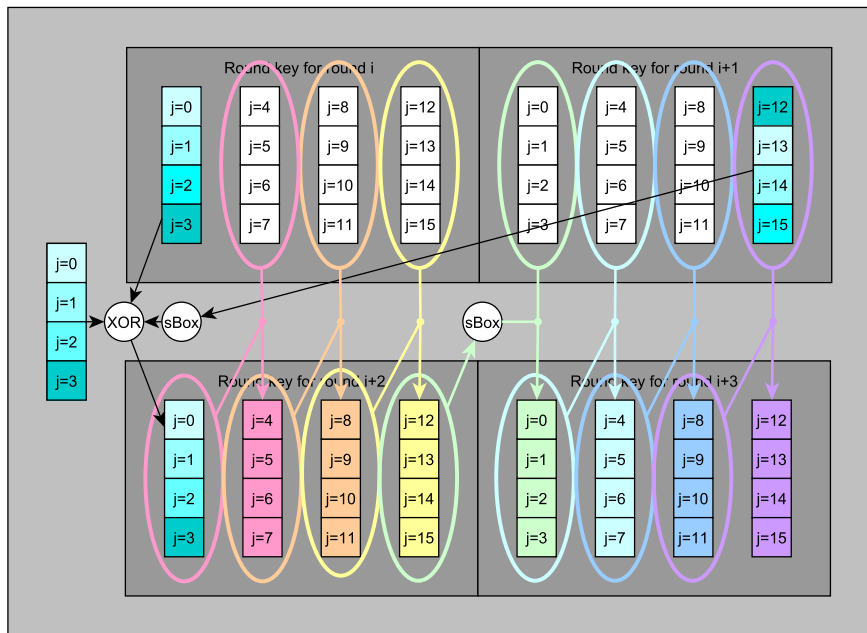 Round key for round i
Round key for round i+1
j=0 j=4 j=8 j=12 j=0 j=4 j=8 j=12
j=1 j=5 j=9 j=13 j=1 j=5 j=9 j=13
j=2 j=6 j=10 j=14 j=2 j=6 j=10 j=14
j=3 j=7 j=11 j=15 j=3 j=7 j=11 j=15
j=0
j=1
j=2
j=3
XOR
sBox
sBox
Round key for round i+2
Round key for round i+3
j=0 j=4 j=8 j=12 j=0 j=4 j=8 j=12
j=1 j=5 j=9 j=13 j=1 j=5 j=9 j=13
j=2 j=6 j=10 j=14 j=2 j=6 j=10 j=14
j=3 j=7 j=11 j=15 j=3 j=7 j=11 j=15